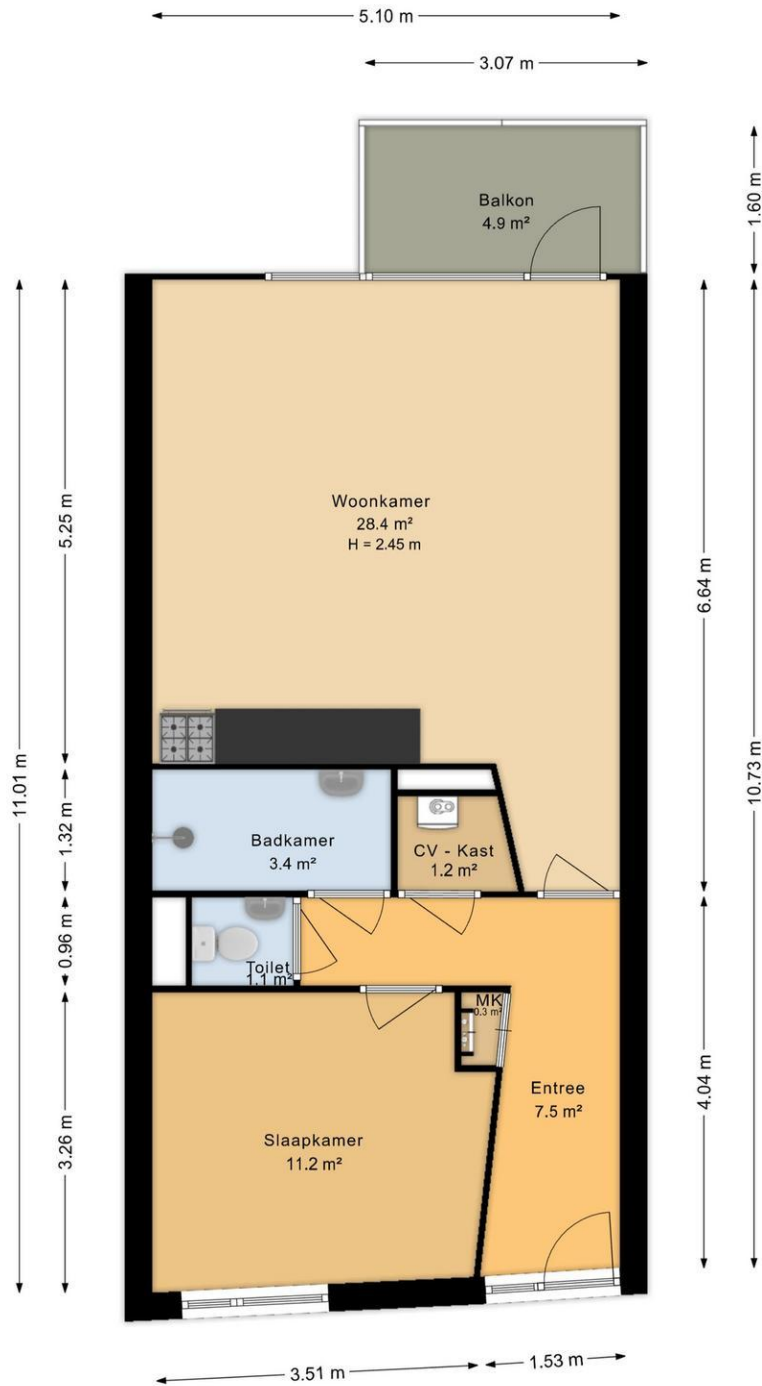 5.10 m
3.07 m
1.60 m
Balkon
4.9 m²
5.25 m
6.64 m
11.01 m
10.73 m
Woonkamer
28.4 m²
H = 2.45 m
1.32 m
Badkamer
3.4 m²
CV - Kast
1.2 m²
0.96 m
Toilet
1.1 m²
MK
0.3 m²
4.04 m
Entree
7.5 m²
3.26 m
Slaapkamer
11.2 m²
3.51 m
1.53 m